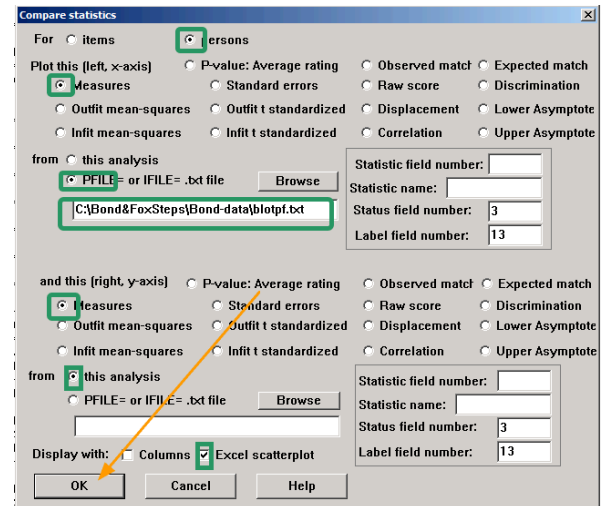 Compare statistics
For items persons
Plot this (left, x-axis) P-value: Average rating Observed match Expected match
Measures Standard errors Raw score Discrimination
Outfit mean-squares Outfit t standardized Displacement Lower Asymptote
Infit mean-squares Infit t standardized Correlation Upper Asymptote
from this analysis
PFILE= or IFILE= .txt file Browse
C:\Bond&FoxSteps\Bond-data\blotpf.txt
Statistic field number:
Statistic name:
Status field number: 3
Label field number: 13
and this (right, y-axis) P-value: Average rating Observed match Expected match
Measures Standard errors Raw score Discrimination
Outfit mean-squares Outfit t standardized Displacement Lower Asymptote
Infit mean-squares Infit t standardized Correlation Upper Asymptote
from this analysis
PFILE= or IFILE= .txt file Browse
Statistic field number:
Statistic name:
Status field number: 3
Label field number: 13
Display with: Columns Excel scatterplot
OK Cancel Help